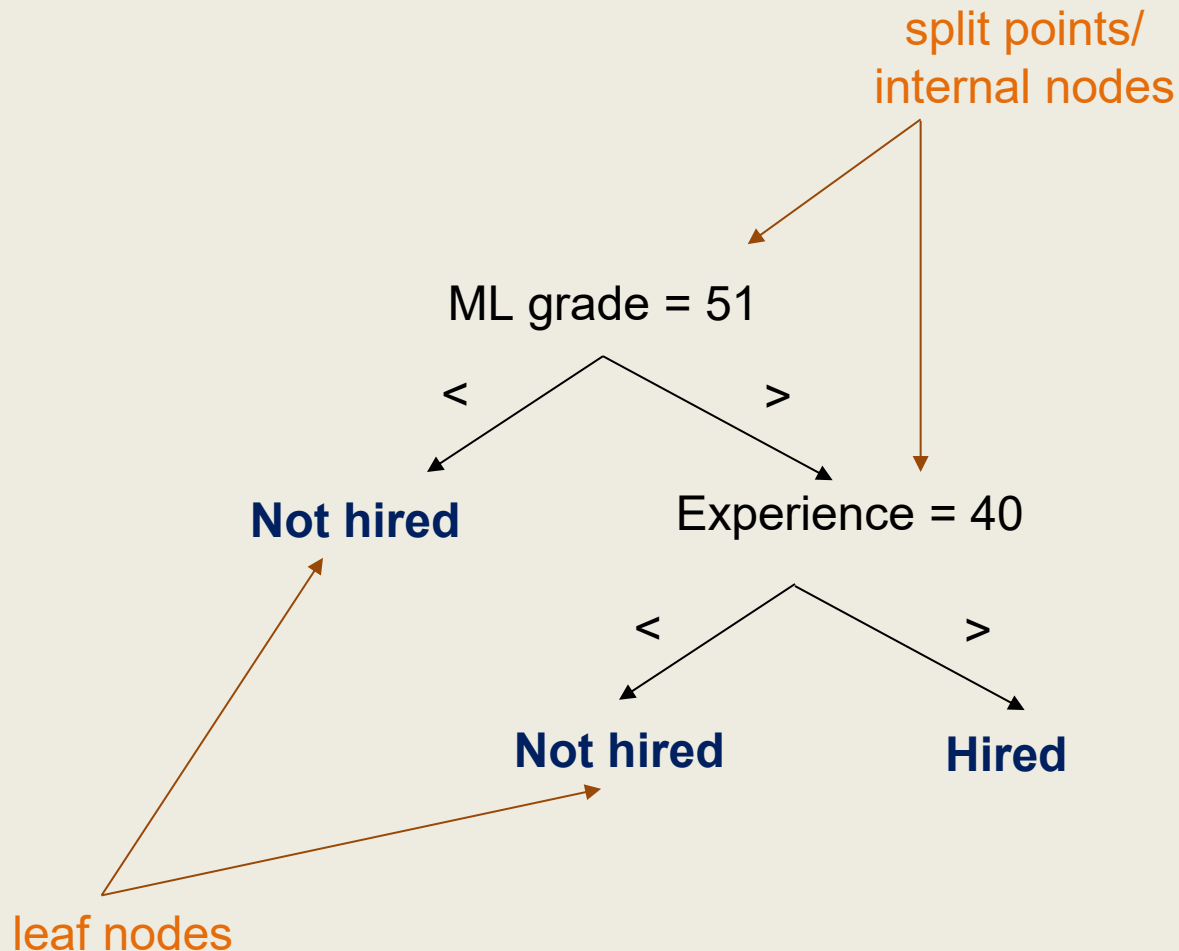 split points/
internal nodes
ML grade = 51
<
>
Not hired
Experience = 40
<
>
Not hired
Hired
leaf nodes